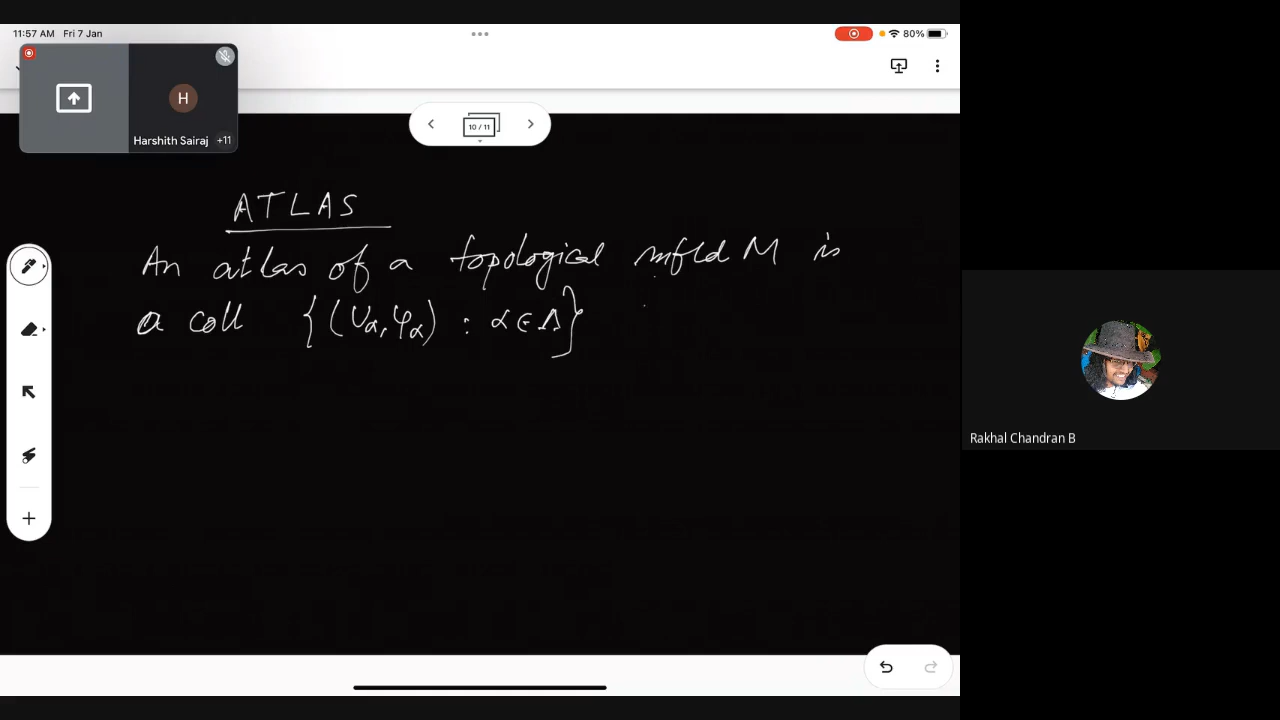 11:57 AM Fri 7 Jan
80%
H
Harshith Sairaj +11
10 / 11
ATLAS
An atlas of a topological mfld M is
a coll {(Uα, φα) : α ∈ Λ}
Rakhal Chandran B